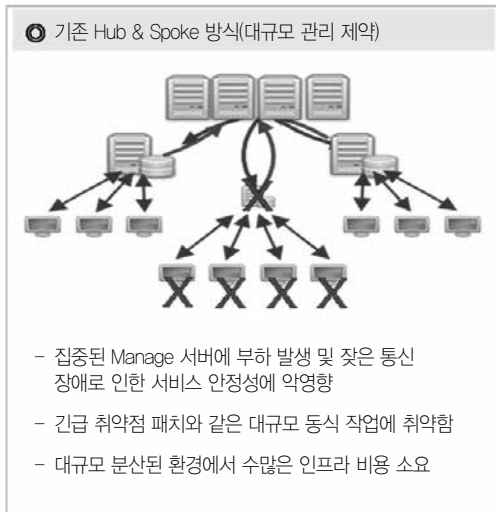 기존 Hub & Spoke 방식(대규모 관리 제약)
- 집중된 Manage 서버에 부하 발생 및 잦은 통신
장애로 인한 서비스 안정성에 악영향
- 긴급 취약점 패치와 같은 대규모 동식 작업에 취약함
- 대규모 분산된 환경에서 수많은 인프라 비용 소요